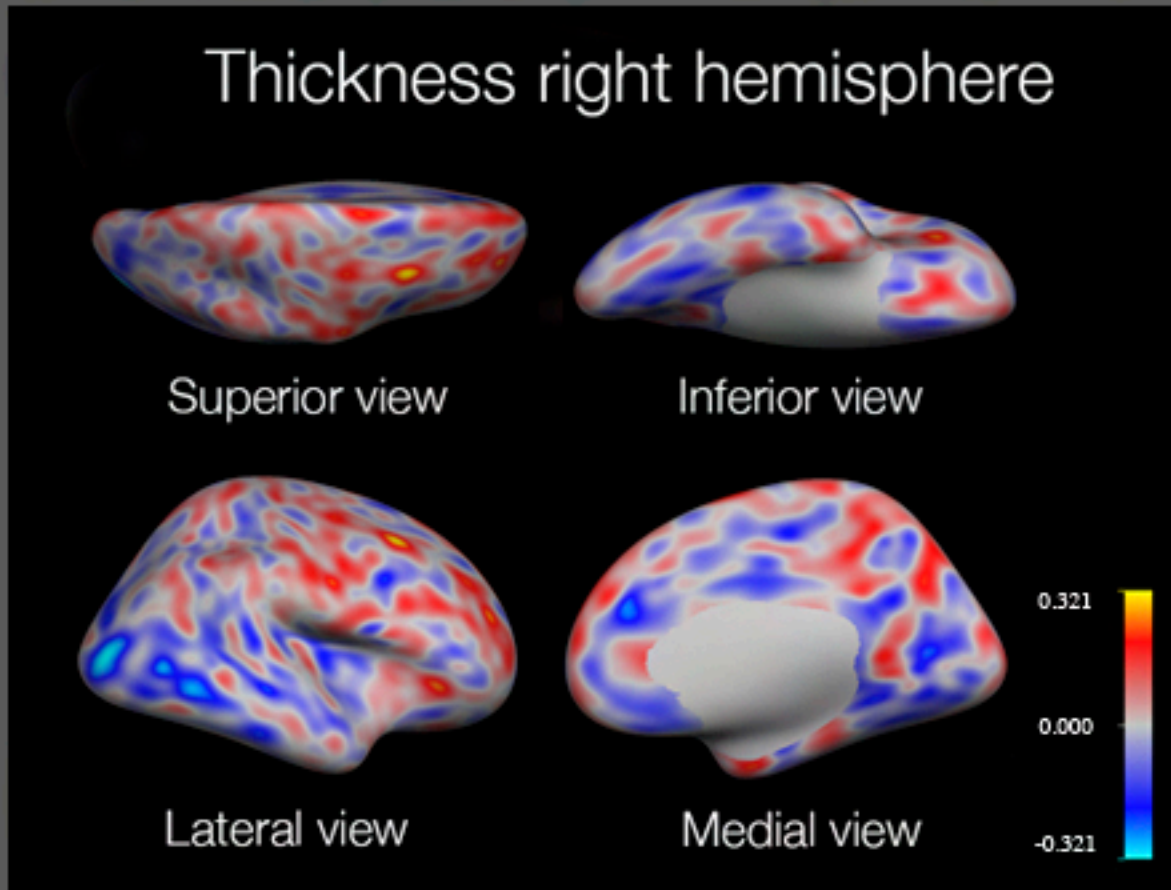 Thickness right hemisphere
Superior view
Inferior view
Lateral view
Medial view
0.321
0.000
-0.321